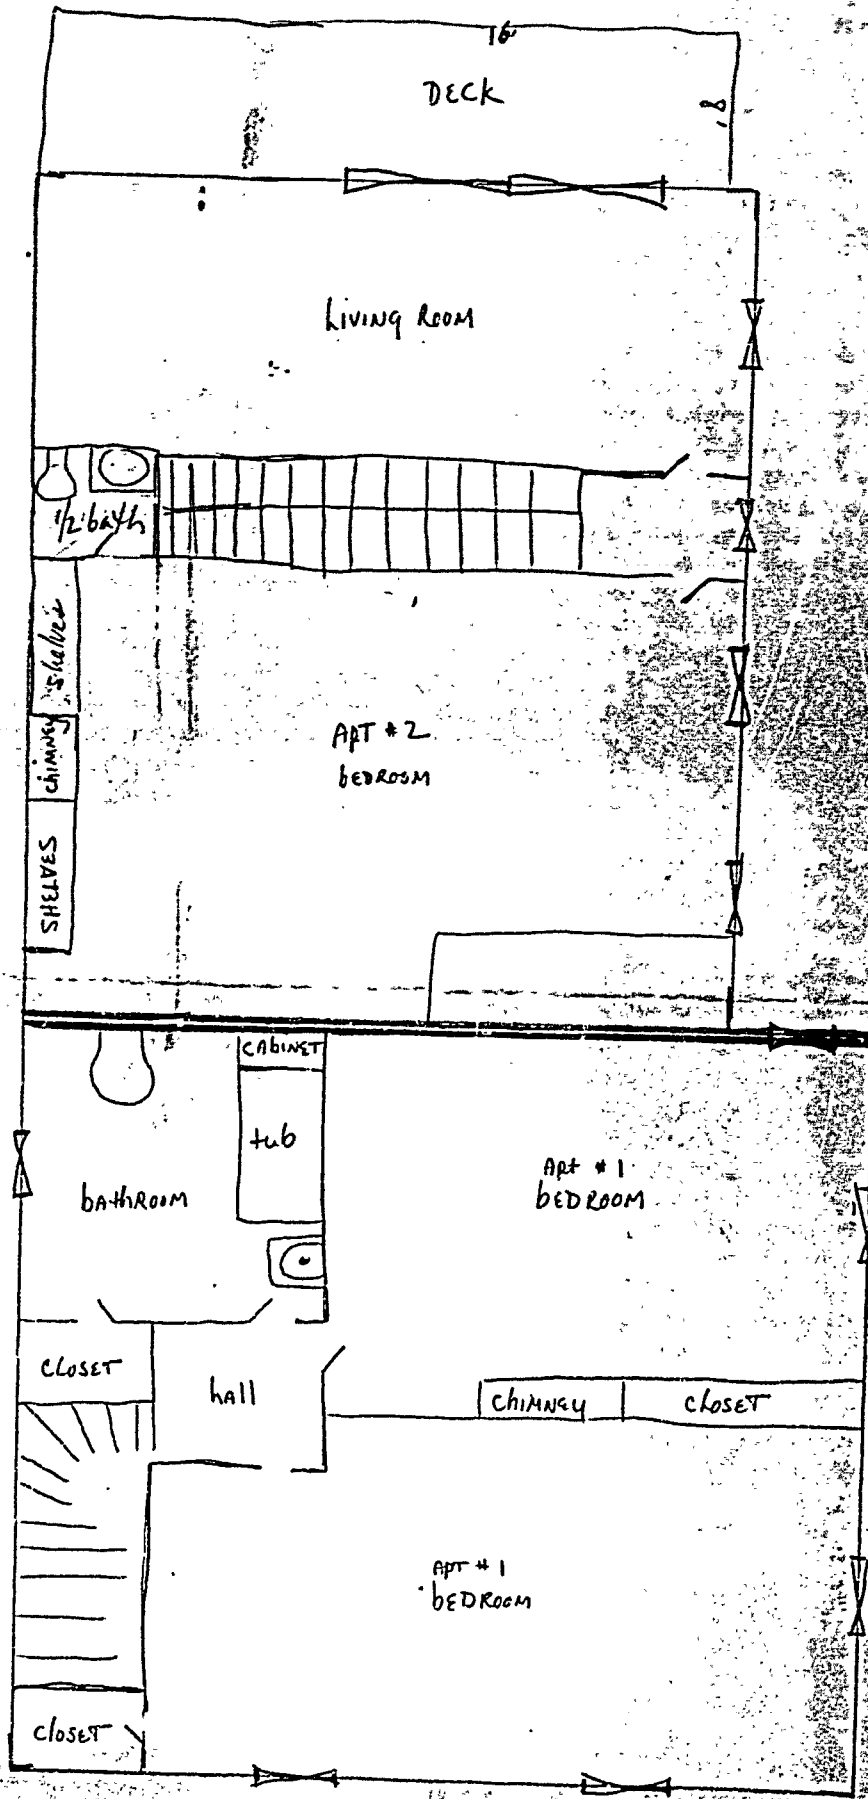 16'
DECK
8'
LIVING ROOM
1/2 bath
shelves
APT # 2
bEDROOM
chimney
SHELVES
CABINET
tub
bAThROOM
APt # 1
bEDROOM
CLOSET
hAll
ChIMNEY
CLOSET
APT # 1
bEDROOM
CLOSET